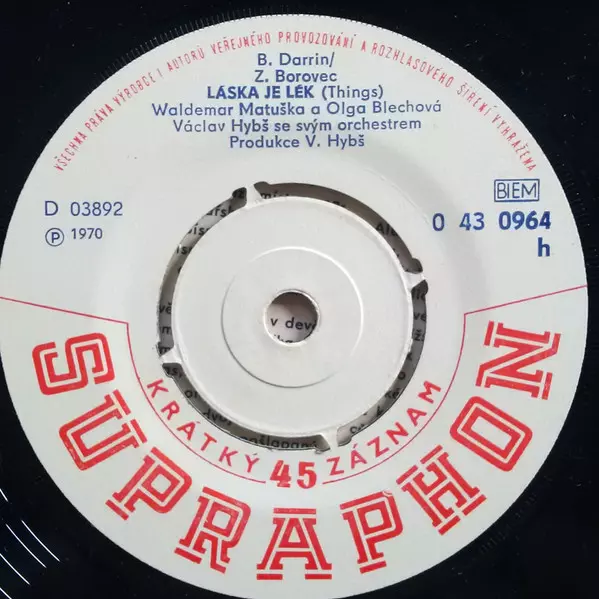 VŠECHNA PRÁVA VÝROBCE I AUTORŮ VEŘEJNÉHO PROVOZOVÁNÍ A ROZHLASOVÉHO ŠÍŘENÍ VYHRAŽENA
B. Darrin/
Z. Borovec
LÁSKA JE LÉK (Things)
Waldemar Matuška a Olga Blechová
Václav Hybš se svým orchestrem
Produkce V. Hybš
D 03892
℗ 1970
BIEM
0 43 0964
h
v deve
KRÁTKÝ 45 ZÁZNAM
SUPRAPHON